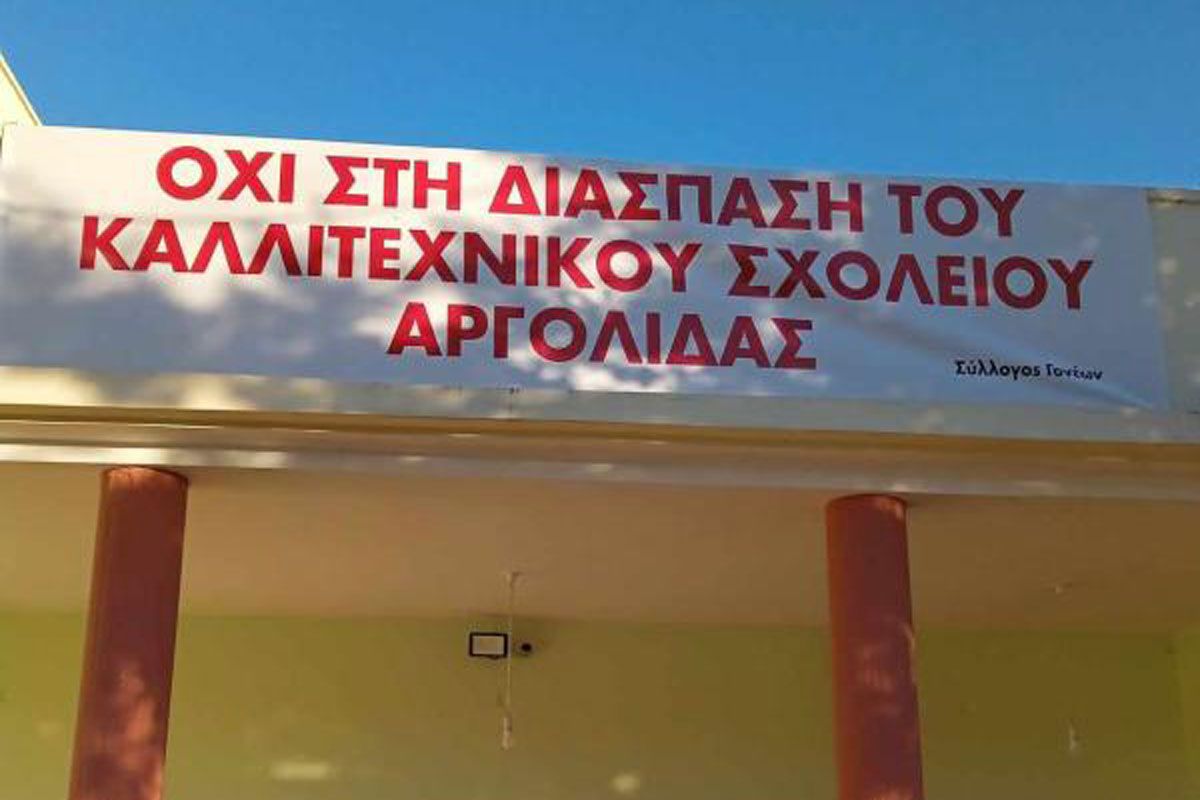 ΟΧΙ ΣΤΗ ΔΙΑΣΠΑΣΗ ΤΟΥ
ΚΑΛΛΙΤΕΧΝΙΚΟΥ ΣΧΟΛΕΙΟΥ
ΑΡΓΟΛΙΔΑΣ
Σύλλογος Γονέων